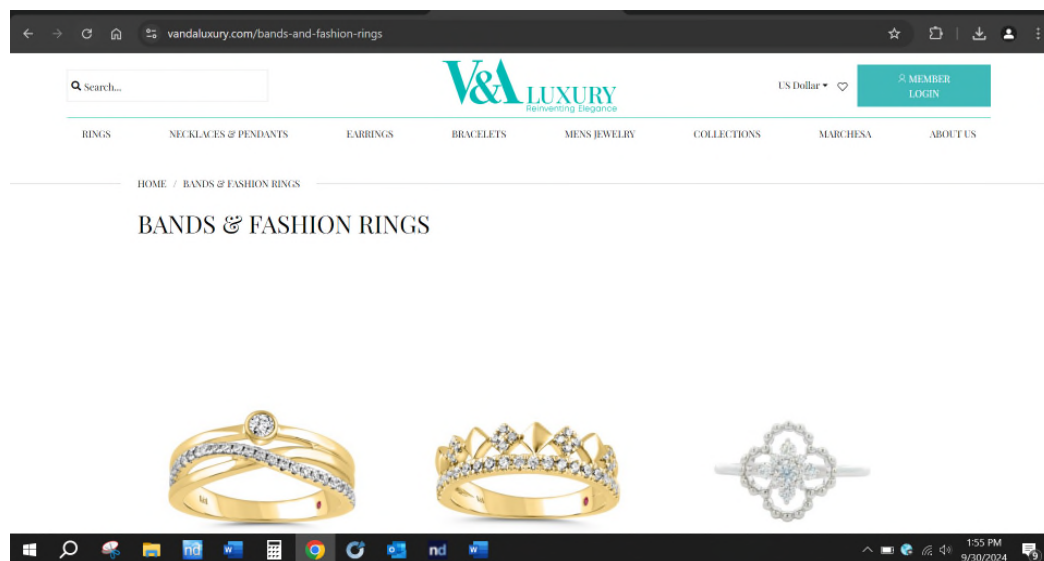 vandaluxury.com/bands-and-fashion-rings
Search...
V&A LUXURY
Reinventing Elegance
US Dollar
MEMBER
LOGIN
RINGS NECKLACES & PENDANTS EARRINGS BRACELETS MENS JEWELRY COLLECTIONS MARCHESA ABOUT US
HOME / BANDS & FASHION RINGS
BANDS & FASHION RINGS
nd
W
nd
W
1:55 PM
9/30/2024